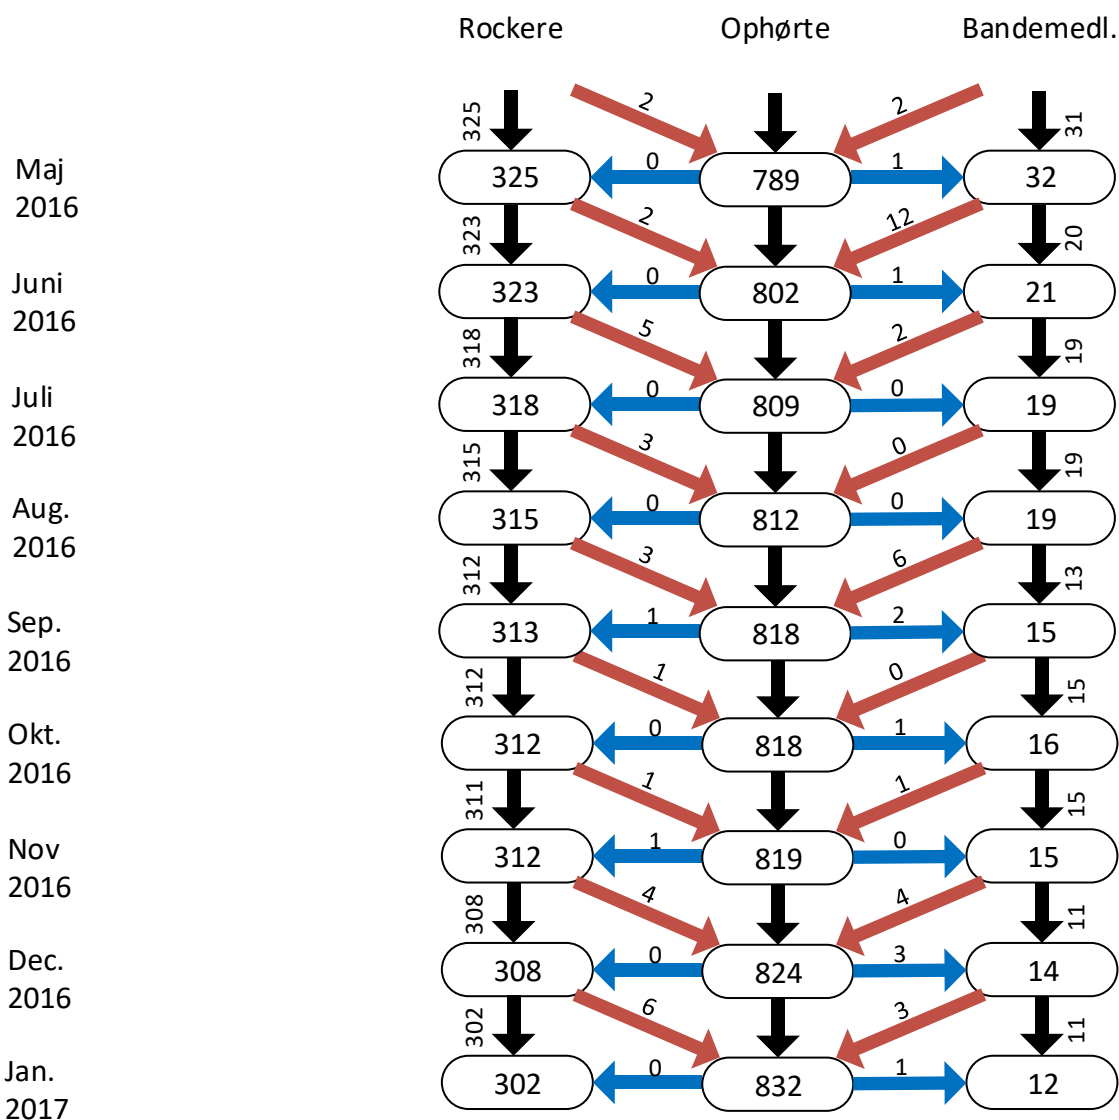 Rockere Ophørte Bandemedl.
325 2 2 31
Maj
2016
325 0 789 1 32
323 2 12 20
Juni
2016
323 0 802 1 21
318 5 2 19
Juli
2016
318 0 809 0 19
315 3 0 19
Aug.
2016
315 0 812 0 19
312 3 6 13
Sep.
2016
313 1 818 2 15
312 1 0 15
Okt.
2016
312 0 818 1 16
311 1 1 15
Nov
2016
312 1 819 0 15
308 4 4 11
Dec.
2016
308 0 824 3 14
302 6 3 11
Jan.
2017
302 0 832 1 12